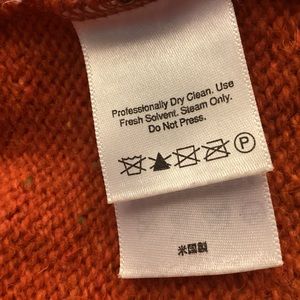 Professionally Dry Clean. Use
Fresh Solvent. Steam Only.
Do Not Press.
P
米国製